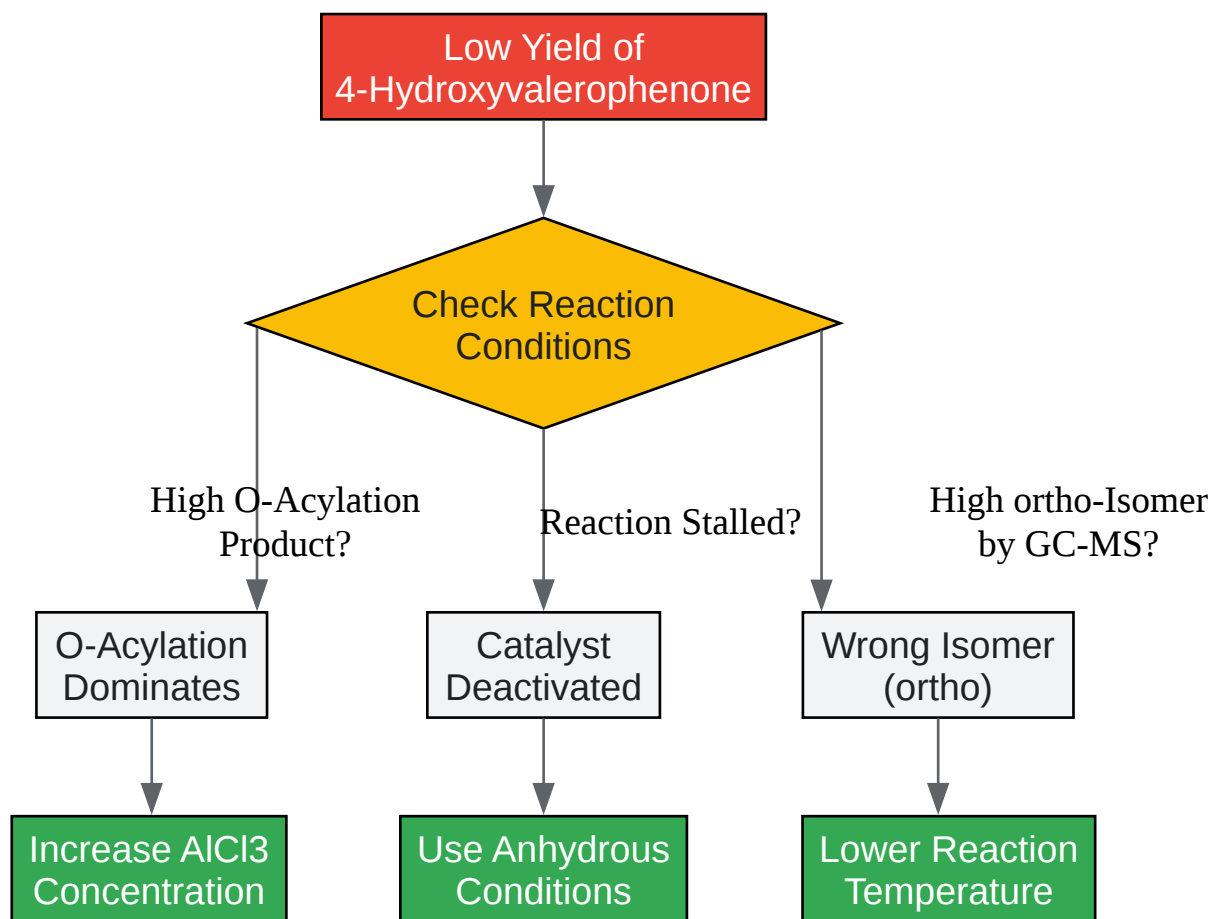 Low Yield of
4-Hydroxyvalerophenone
Check Reaction
Conditions
High O-Acylation
Product?
Reaction Stalled?
High ortho-Isomer
by GC-MS?
O-Acylation
Dominates
Catalyst
Deactivated
Wrong Isomer
(ortho)
Increase AlCl3
Concentration
Use Anhydrous
Conditions
Lower Reaction
Temperature